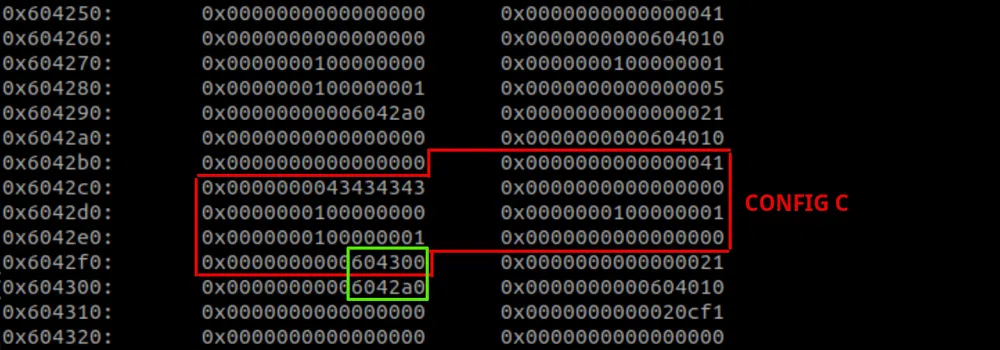 0x604250: 0x0000000000000000 0x0000000000000041
0x604260: 0x0000000000000000 0x0000000000604010
0x604270: 0x0000000100000000 0x0000000100000001
0x604280: 0x0000000100000001 0x0000000000000005
0x604290: 0x00000000006042a0 0x0000000000000021
0x6042a0: 0x0000000000000000 0x0000000000604010
0x6042b0: 0x0000000000000000 0x0000000000000041
0x6042c0: 0x0000000043434343 0x0000000000000000
0x6042d0: 0x0000000100000000 0x0000000100000001
CONFIG C
0x6042e0: 0x0000000100000001 0x0000000000000000
0x6042f0: 0x0000000000604300 0x0000000000000021
0x604300: 0x00000000006042a0 0x0000000000604010
0x604310: 0x0000000000000000 0x0000000000020cf1
0x604320: 0x0000000000000000 0x0000000000000000